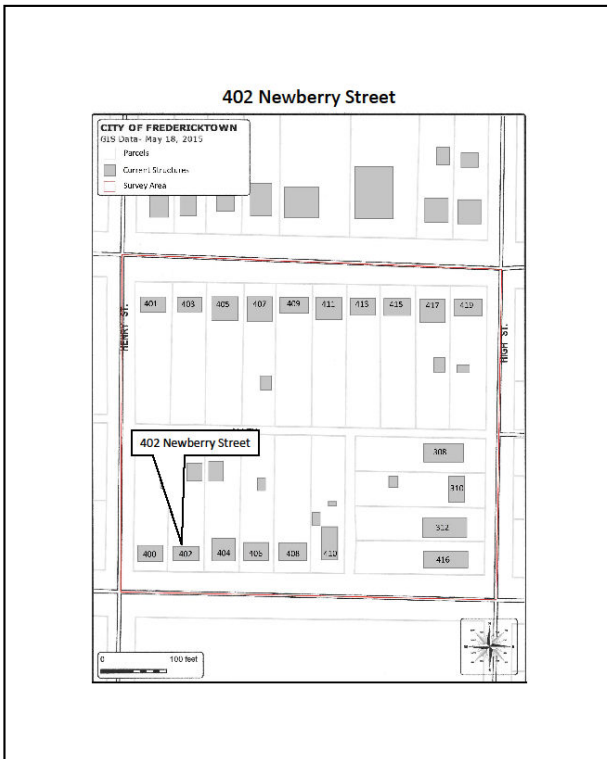 402 Newberry Street
CITY OF FREDERICKTOWN
GIS Data- May 18, 2015
Parcels
Current Structures
Survey Area
HENRY ST.
HIGH ST.
401 403 405 407 409 411 413 415 417 419
402 Newberry Street
308
310
312
400 402 404 406 408 410 416
0 100 feet